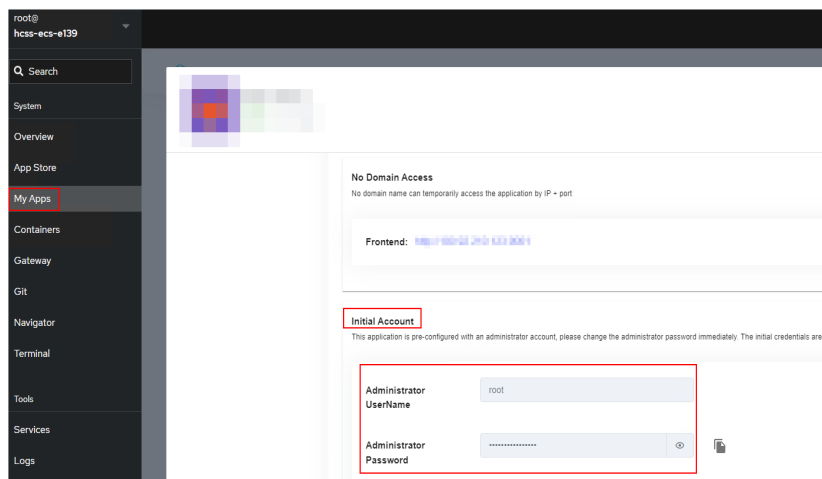 root@
hcss-ecs-e139
Search
System
Overview
App Store
My Apps
Containers
Gateway
Git
Navigator
Terminal
Tools
Services
Logs
No Domain Access
No domain name can temporarily access the application by IP + port
Frontend:
Initial Account
This application is pre-configured with an administrator account, please change the administrator password immediately. The initial credentials are
Administrator
UserName
root
Administrator
Password
•••••••••••••••